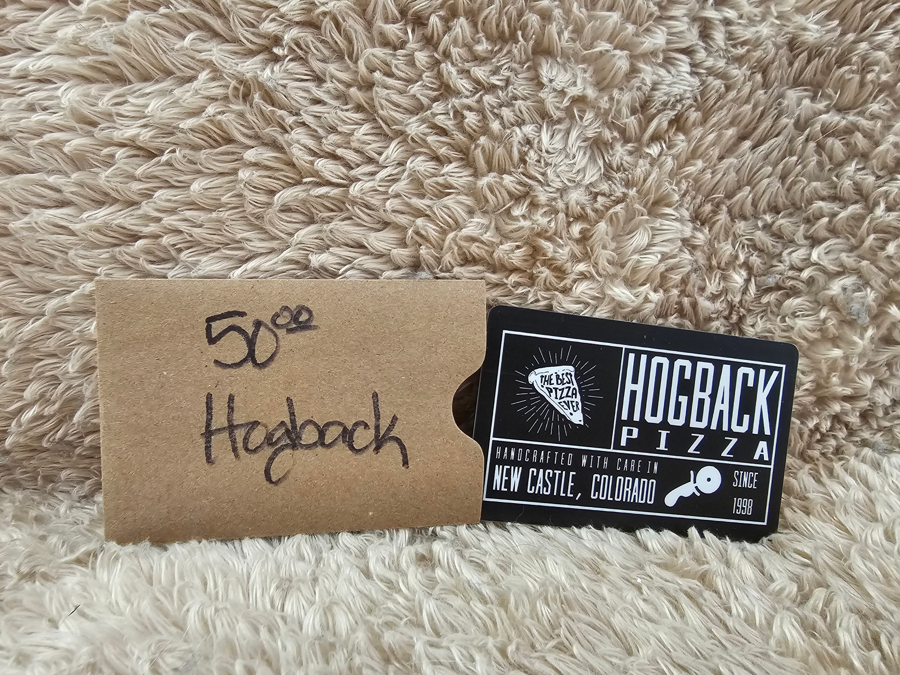 50⁰⁰
Hogback
THE BEST
PIZZA
EVER
HOGBACK
PIZZA
HANDCRAFTED WITH CARE IN
NEW CASTLE, COLORADO
SINCE
1998